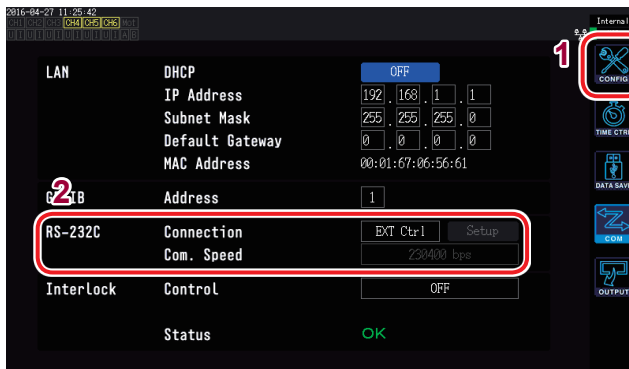 2016-04-27 11:25:42
CH1 CH2 CH3 CH4 CH5 CH6 Mot
U I U I U I U I U I U I A B
Internal
1
CONFIG
LAN DHCP OFF
IP Address 192 . 168 . 1 . 1
TIME CTRL
Subnet Mask 255 . 255 . 255 . 0
Default Gateway 0 . 0 . 0 . 0
MAC Address 00:01:67:06:56:61
DATA SAVE
2
Address 1
RS-232C Connection EXT Ctrl Setup
COM
Com. Speed 230400 bps
Interlock Control OFF
OUTPUT
Status OK